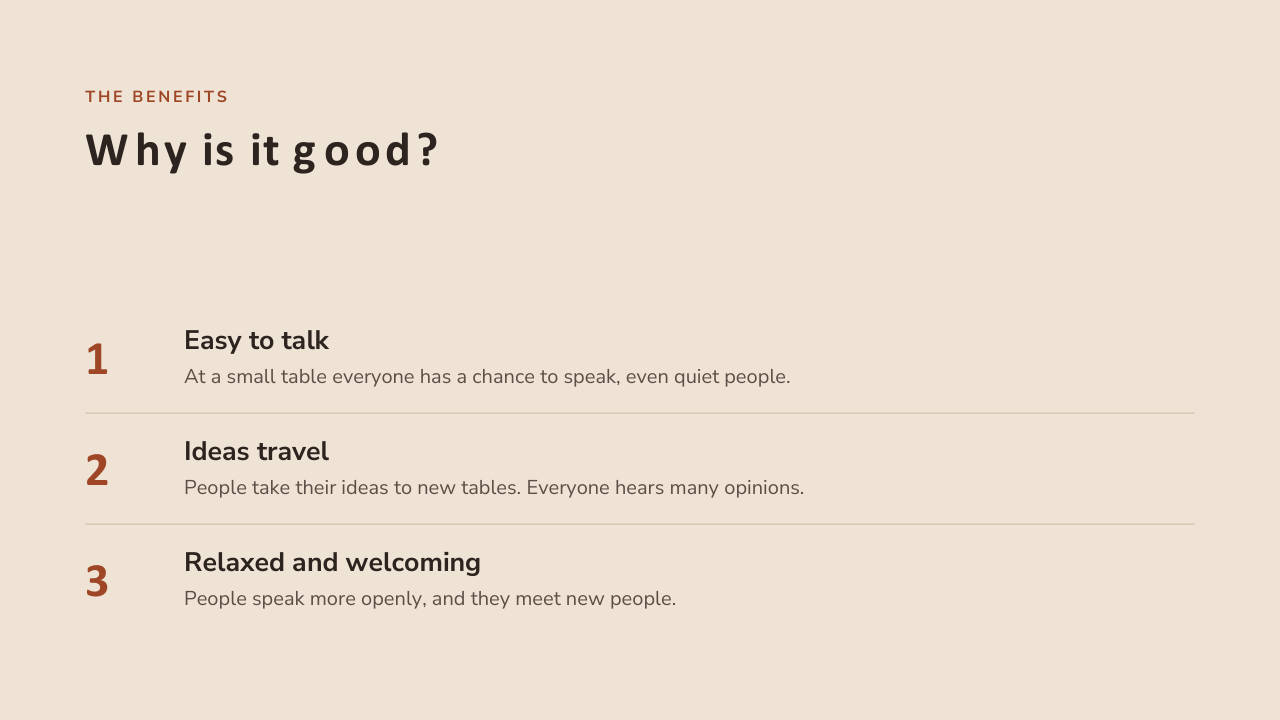 THE BENEFITS
Why is it good?
1
Easy to talk
At a small table everyone has a chance to speak, even quiet people.
2
Ideas travel
People take their ideas to new tables. Everyone hears many opinions.
3
Relaxed and welcoming
People speak more openly, and they meet new people.